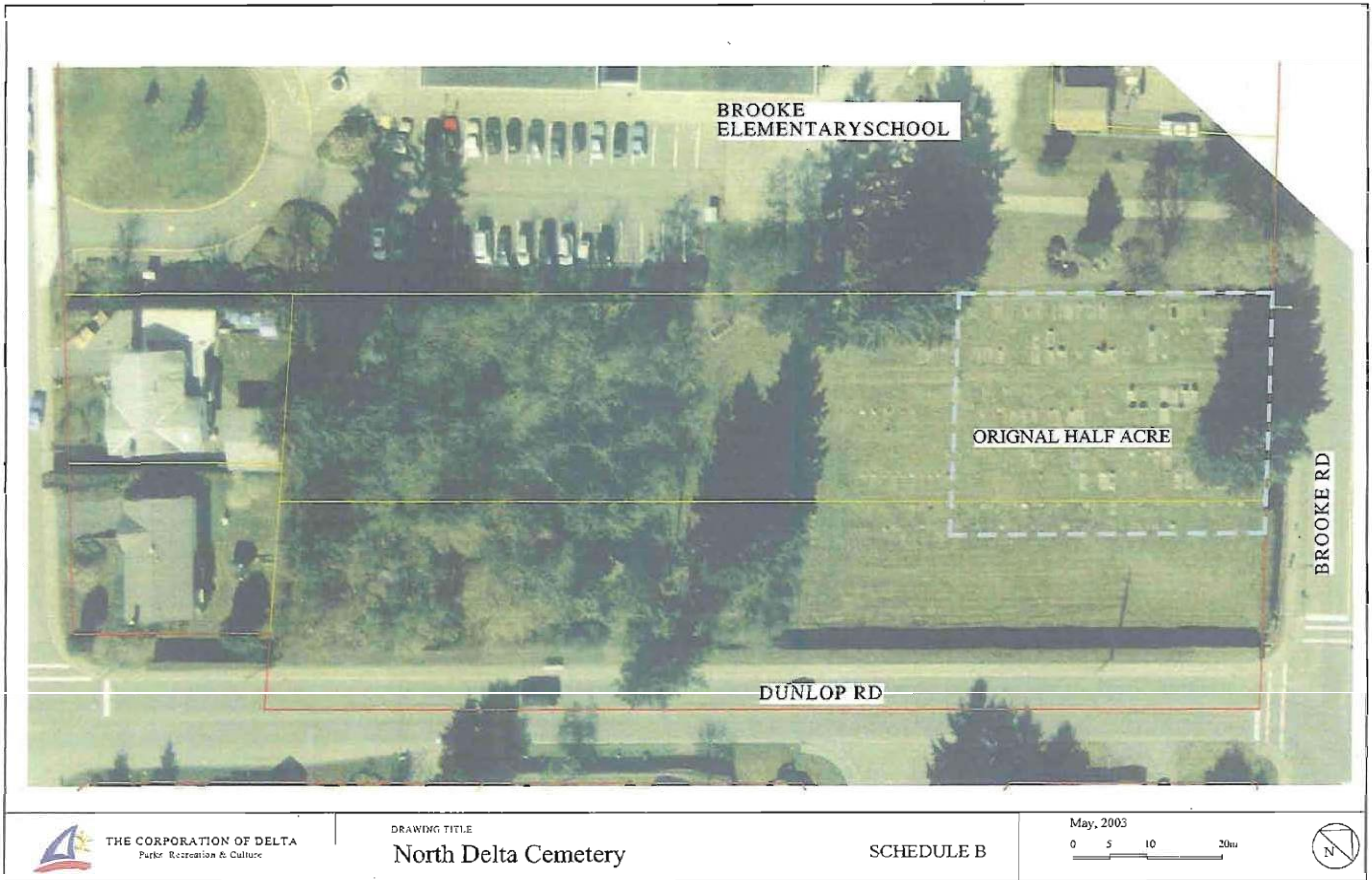 BROOKE
ELEMENTARYSCHOOL
ORIGNAL HALF ACRE
BROOKE RD
DUNLOP RD
THE CORPORATION OF DELTA
Parks, Recreation & Culture
DRAWING TITLE
North Delta Cemetery
SCHEDULE B
May, 2003
0 5 10 20m
N